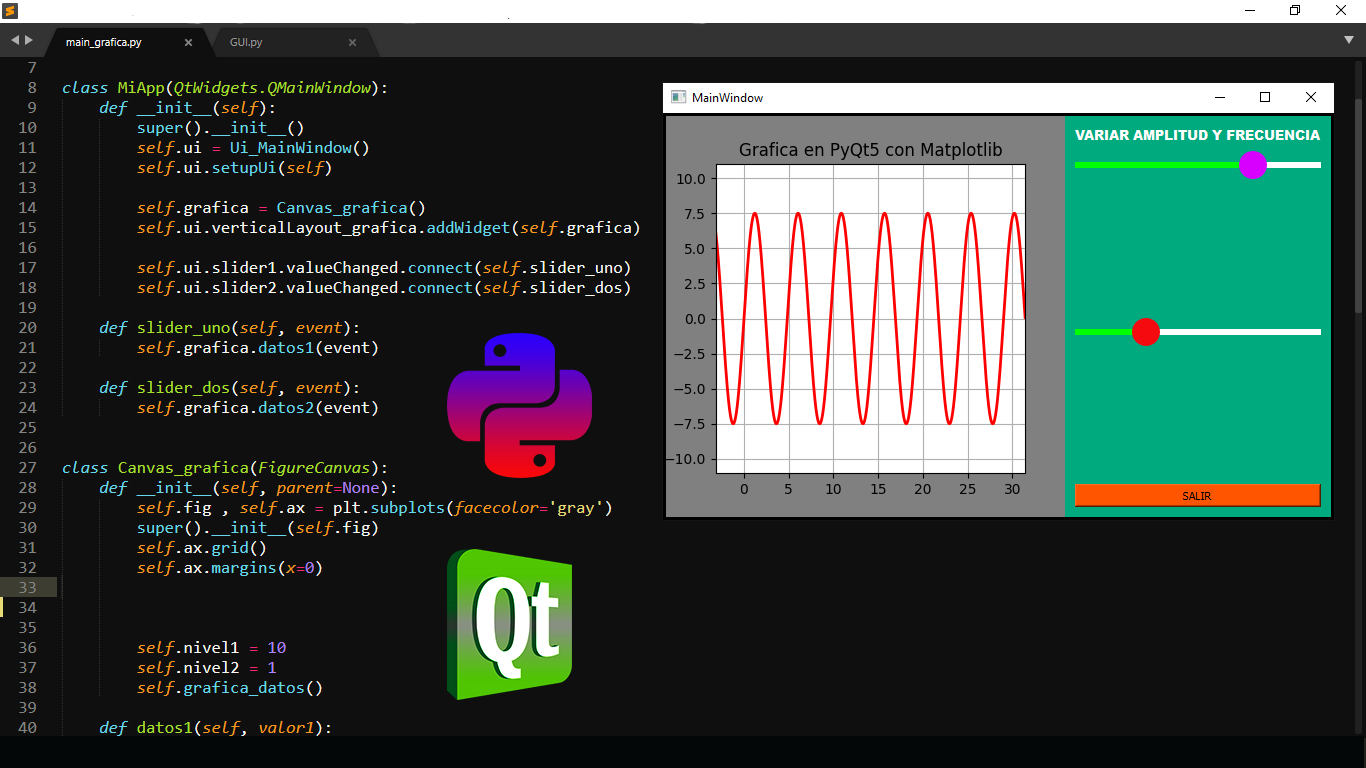 main_grafica.py ×
GUI.py ×
7
8 class MiApp(QtWidgets.QMainWindow):
9     def __init__(self):
10         super().__init__()
11         self.ui = Ui_MainWindow()
12         self.ui.setupUi(self)
13
14         self.grafica = Canvas_grafica()
15         self.ui.verticalLayout_grafica.addWidget(self.grafica)
16
17         self.ui.slider1.valueChanged.connect(self.slider_uno)
18         self.ui.slider2.valueChanged.connect(self.slider_dos)
19
20     def slider_uno(self, event):
21         self.grafica.datos1(event)
22
23     def slider_dos(self, event):
24         self.grafica.datos2(event)
25
26
27 class Canvas_grafica(FigureCanvas):
28     def __init__(self, parent=None):
29         self.fig , self.ax = plt.subplots(facecolor='gray')
30         super().__init__(self.fig)
31         self.ax.grid()
32         self.ax.margins(x=0)
33
34
35
36         self.nivel1 = 10
37         self.nivel2 = 1
38         self.grafica_datos()
39
40     def datos1(self, valor1):
Qt
MainWindow
Grafica en PyQt5 con Matplotlib
10.0
7.5
5.0
2.5
0.0
−2.5
−5.0
−7.5
−10.0
0 5 10 15 20 25 30
VARIAR AMPLITUD Y FRECUENCIA
SALIR